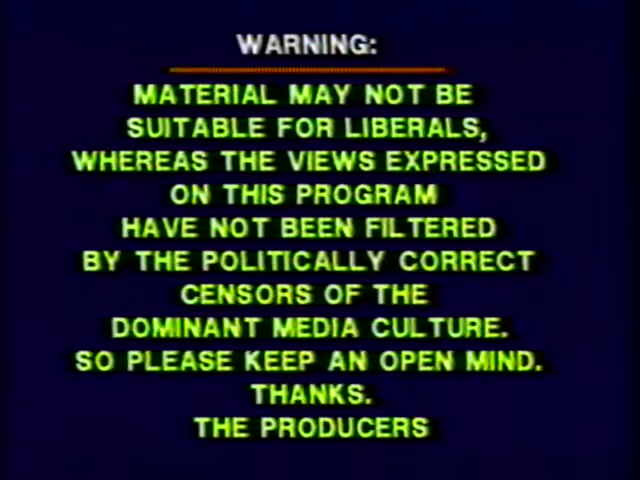 WARNING:
MATERIAL MAY NOT BE
SUITABLE FOR LIBERALS,
WHEREAS THE VIEWS EXPRESSED
ON THIS PROGRAM
HAVE NOT BEEN FILTERED
BY THE POLITICALLY CORRECT
CENSORS OF THE
DOMINANT MEDIA CULTURE.
SO PLEASE KEEP AN OPEN MIND.
THANKS.
THE PRODUCERS